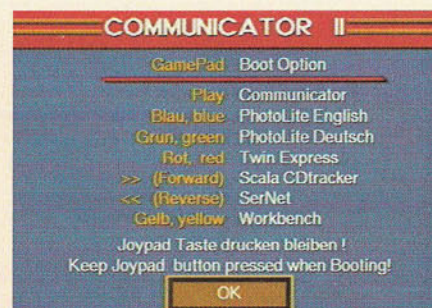 COMMUNICATOR II
GamePad Boot Option
Play Communicator
Blau, blue PhotoLite English
Grun, green PhotoLite Deutsch
Rot, red Twin Express
>> (Forward) Scala CDtracker
<< (Reverse) SerNet
Gelb, yellow Workbench
Joypad Taste drucken bleiben !
Keep Joypad button pressed when Booting!
OK